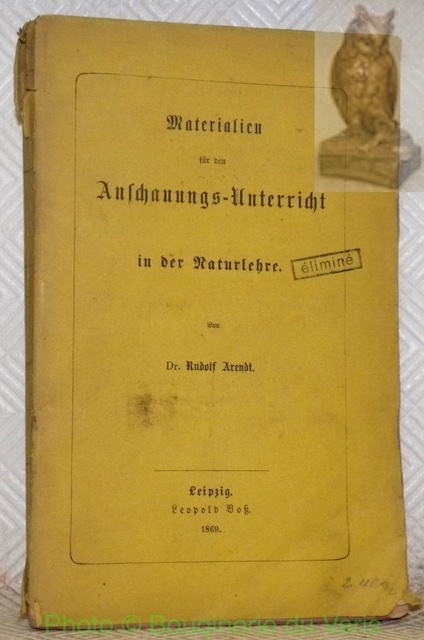 Materialien
für den
Anschauungs-Unterricht
in der Naturlehre.
éliminé
Von
Dr. Rudolf Arendt.
Leipzig.
Leopold Voß.
1869.
Photo © Bouquinerie du Varis